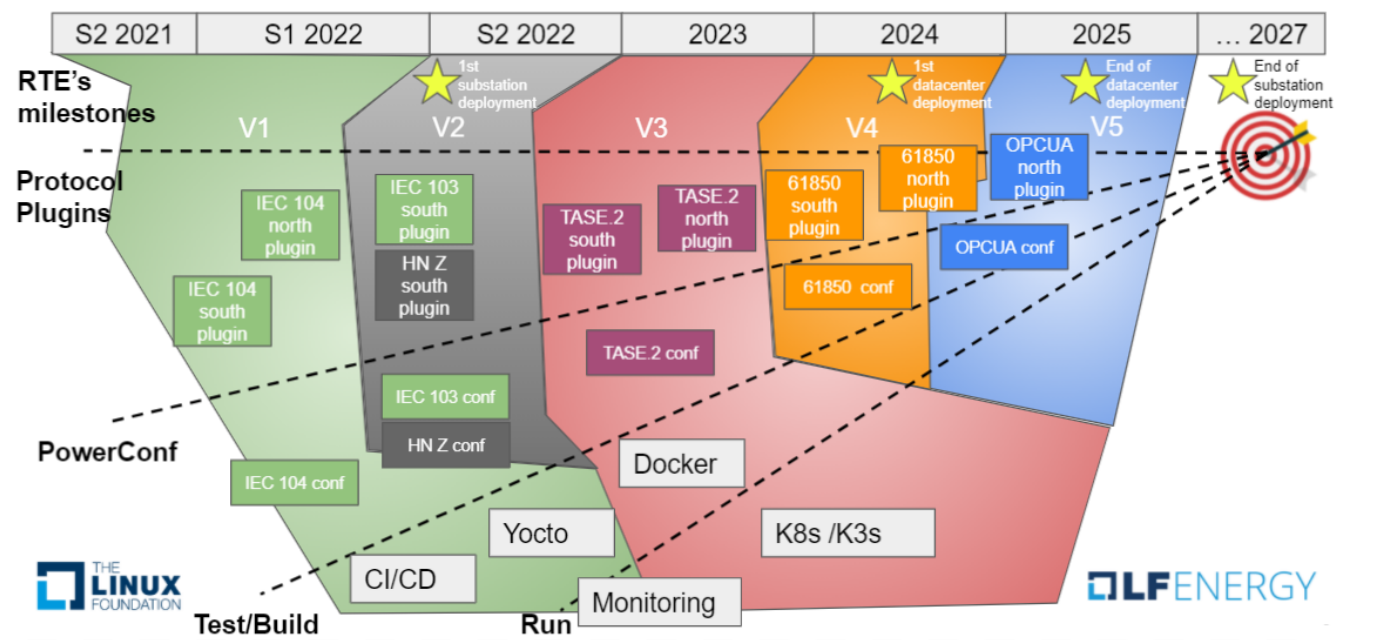 S2 2021
S1 2022
S2 2022
2023
2024
2025
... 2027
RTE's
milestones
1st
substation
deployment
1st
datacenter
deployment
End of
datacenter
deployment
End of
substation
deployment
V1
V2
V3
V4
V5
Protocol
Plugins
IEC 104
north
plugin
IEC 104
south
plugin
IEC 103
south
plugin
HN Z
south
plugin
TASE.2
south
plugin
TASE.2
north
plugin
61850
south
plugin
61850
north
plugin
OPCUA
north
plugin
OPCUA conf
61850 conf
TASE.2 conf
IEC 103 conf
HN Z conf
PowerConf
IEC 104 conf
Docker
Yocto
K8s /K3s
CI/CD
Monitoring
Test/Build
Run
THE
LINUX
FOUNDATION
LFENERGY